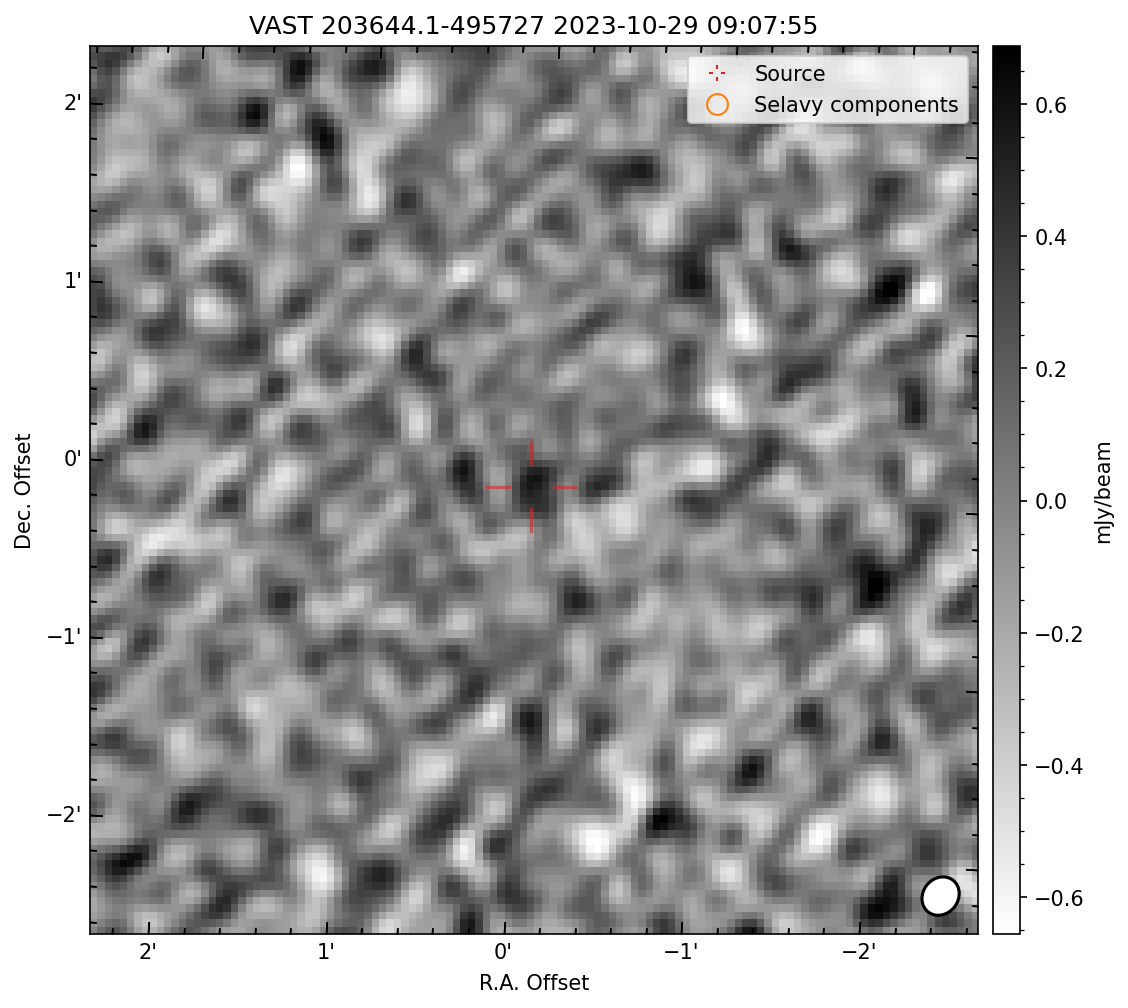 VAST 203644.1-495727 2023-10-29 09:07:55
Source
Selavy components
2'
1'
0'
−1'
−2'
Dec. Offset
2'
1'
0'
−1'
−2'
R.A. Offset
0.6
0.4
0.2
0.0
−0.2
−0.4
−0.6
mJy/beam